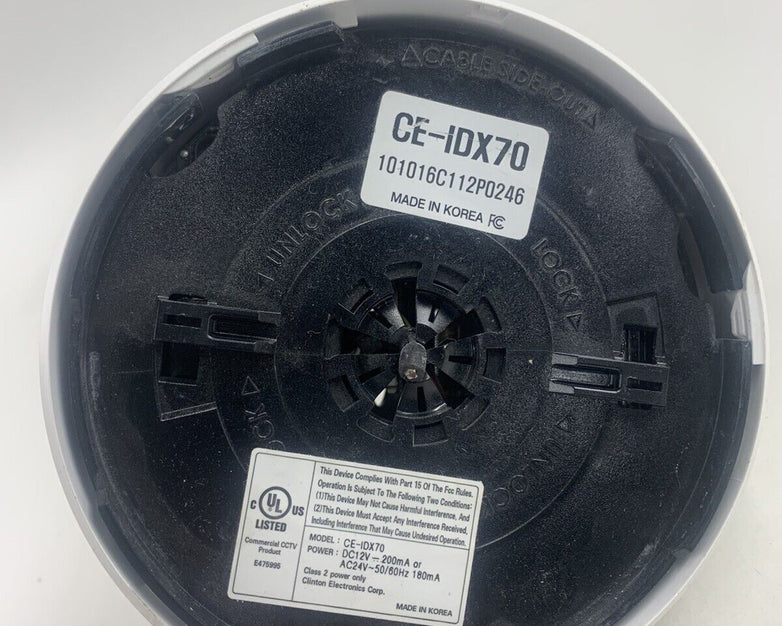 △CABLE SIDE OUT△
CE-IDX70
101016C112P0246
MADE IN KOREA FC
◁ UNLOCK
LOCK ▷
LOCK ▷
UNLOCK ▷
This Device Complies With Part 15 Of The Fcc Rules.
Operation Is Subject To The Following Two Conditions:
(1)This Device May Not Cause Harmful Interference, And
(2)This Device Must Accept Any Interference Received,
Including Interference That May Cause Undesired Operation.
C UL US
LISTED
Commercial CCTV
Product
E475995
MODEL : CE-IDX70
POWER : DC12V ⎓ 200mA or
AC24V~50/60Hz 180mA
Class 2 power only
Clinton Electronics Corp.
MADE IN KOREA